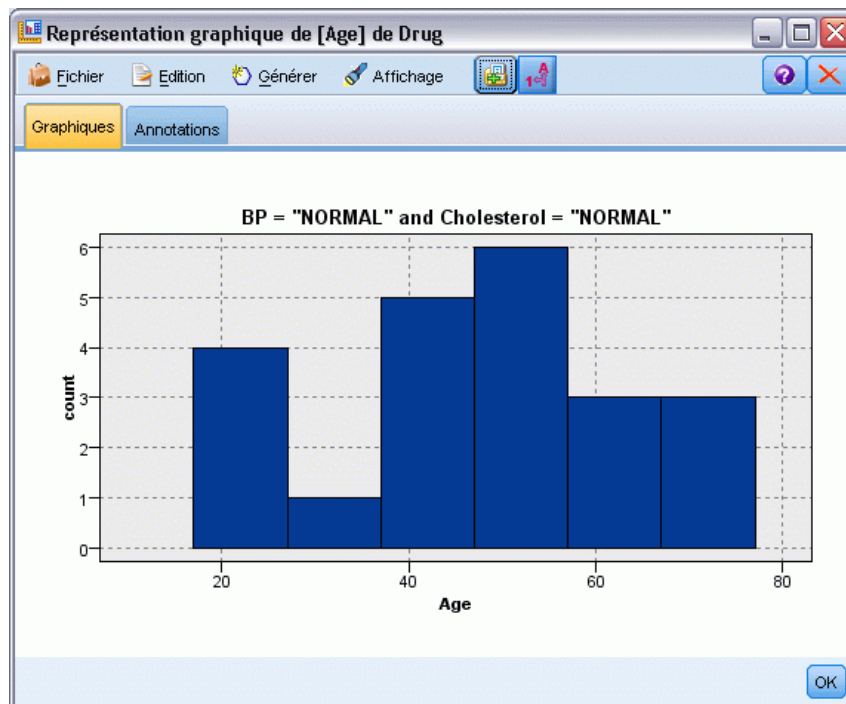 Représentation graphique de [Age] de Drug
Fichier Edition Générer Affichage
Graphiques Annotations
BP = "NORMAL" and Cholesterol = "NORMAL"
6
5
4
3
2
1
0
count
20 40 60 80
Age
OK